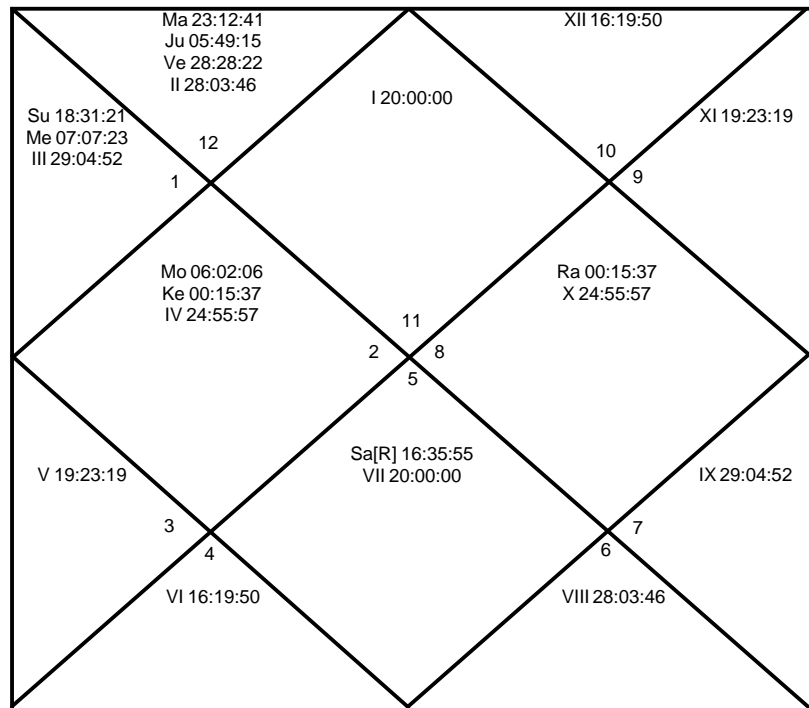 Ma 23:12:41
Ju 05:49:15
Ve 28:28:22
II 28:03:46
XII 16:19:50
I 20:00:00
Su 18:31:21
Me 07:07:23
III 29:04:52
XI 19:23:19
12
10
1
9
Mo 06:02:06
Ke 00:15:37
IV 24:55:57
Ra 00:15:37
X 24:55:57
11
2
8
5
Sa[R] 16:35:55
VII 20:00:00
V 19:23:19
IX 29:04:52
3
7
4
6
VI 16:19:50
VIII 28:03:46